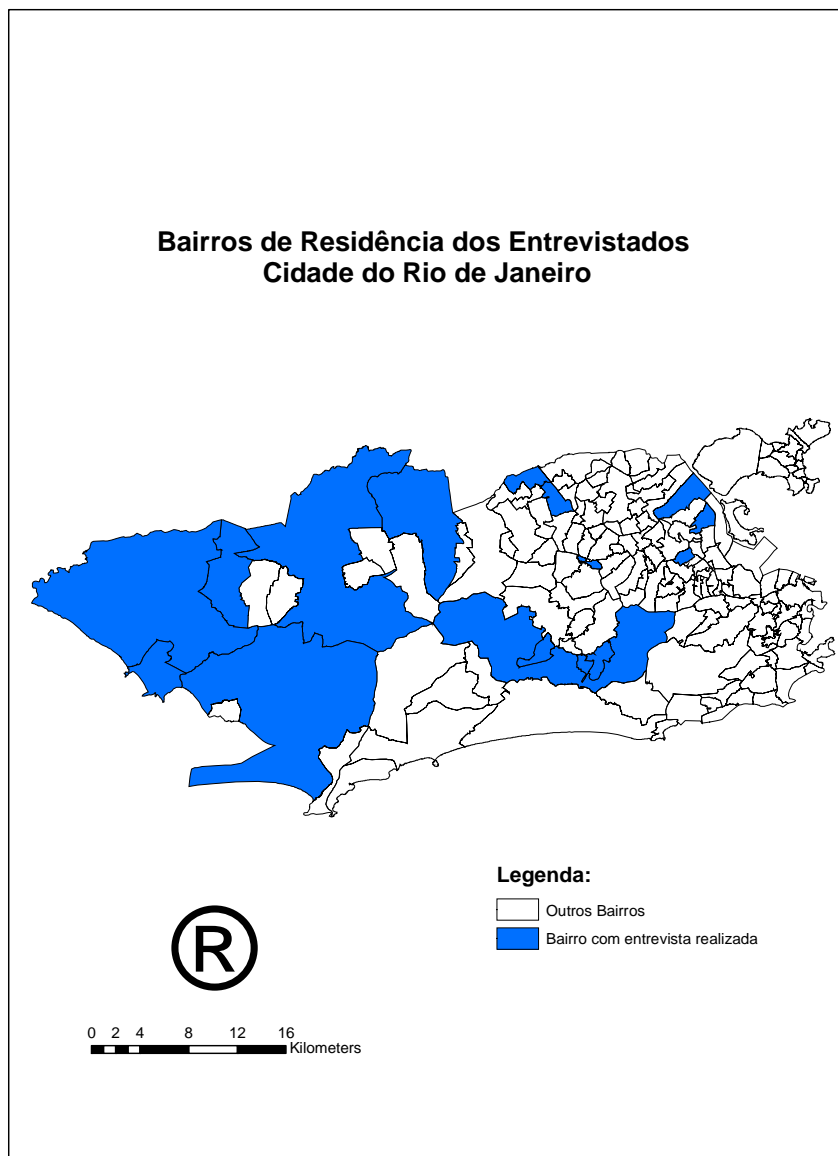 Bairros de Residência dos Entrevistados
Cidade do Rio de Janeiro
Legenda:
Outros Bairros
Bairro com entrevista realizada
®
0 2 4 8 12 16
Kilometers